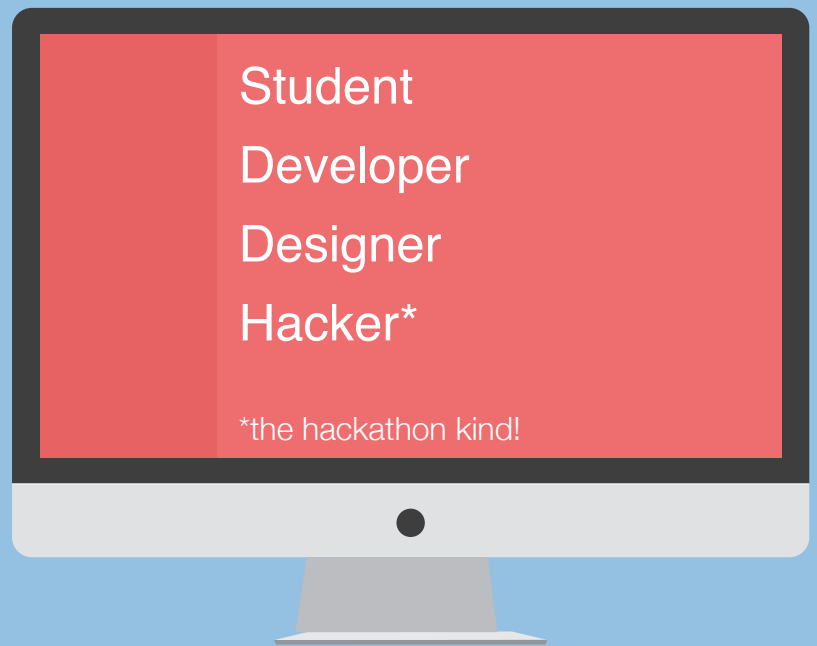 Student
Developer
Designer
Hacker*
*the hackathon kind!